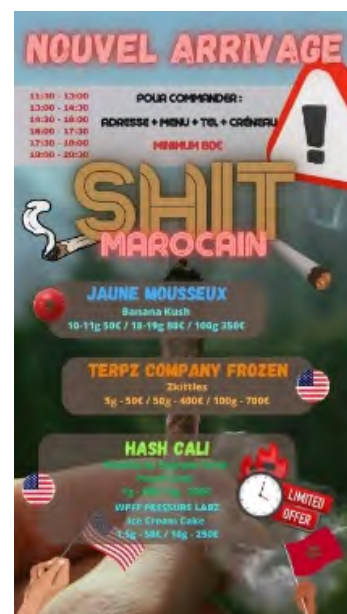 NOUVEL ARRIVAGE
11:30 - 13:00
13:00 - 14:30
14:30 - 16:00
16:00 - 17:30
17:30 - 19:00
19:00 - 20:30
POUR COMMANDER :
ADRESSE + MENU + TEL + CRÉNEAU
MINIMUM 80€
SHIT
MAROCAIN
JAUNE MOUSSEUX
Banana Kush
10-11g 50€ / 18-19g 80€ / 100g 350€
TERPZ COMPANY FROZEN
Zkittles
5g - 50€ / 50g - 400€ / 100g - 700€
HASH CALI
WPFF PRESSURE LABZ
Ice Cream Cake
1,5g - 50€ / 10g - 250€
LIMITED
OFFER